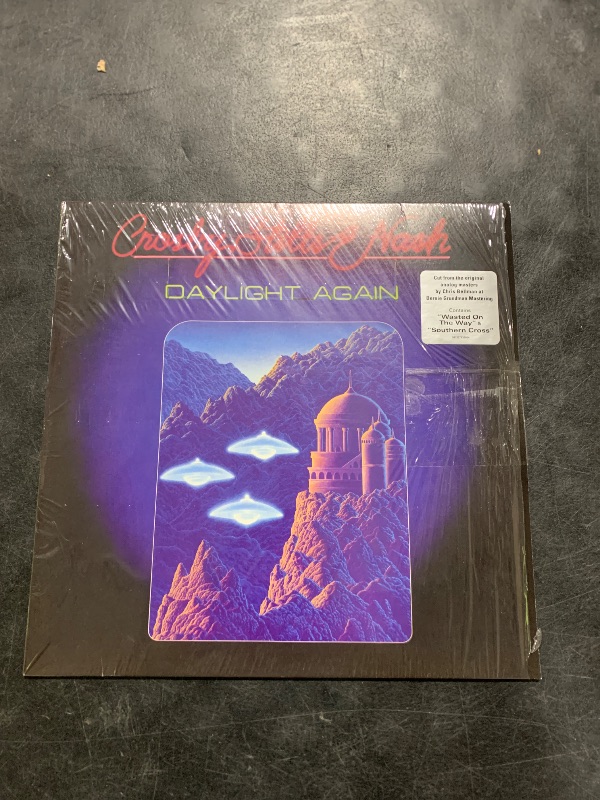 Crosby, Stills & Nash
DAYLIGHT AGAIN
Cut from the original
analog masters
by Chris Bellman at
Bernie Grundman Mastering
Contains
"Wasted On
The Way" &
"Southern Cross"